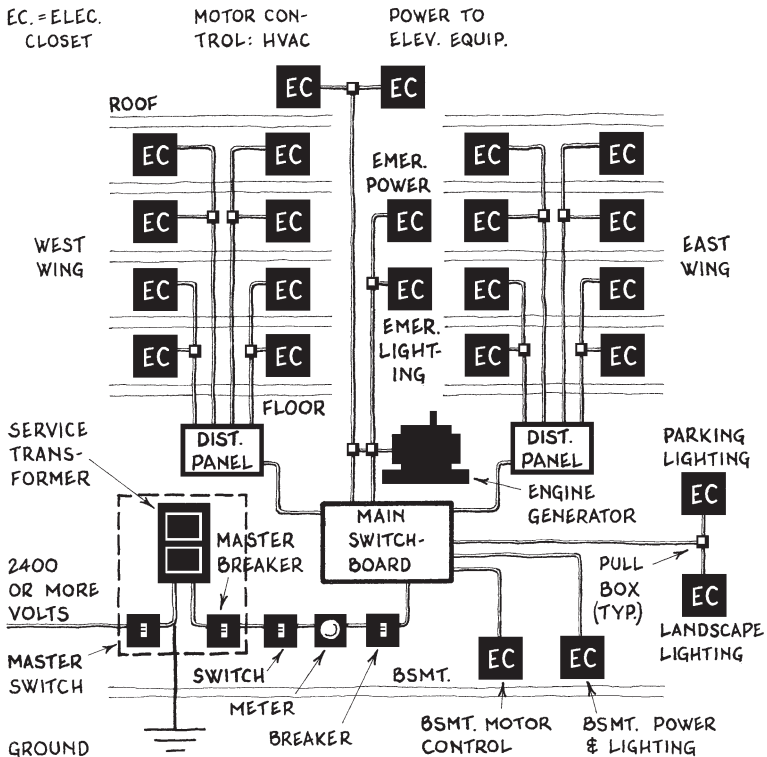 EC. = ELEC.
CLOSET
MOTOR CON-
TROL: HVAC
POWER TO
ELEV. EQUIP.
EC
EC
ROOF
EC
EC
EC
EC
EMER.
POWER
EC
EC
EC
EC
EC
WEST
WING
EAST
WING
EC
EC
EC
EC
EC
EMER.
LIGHT-
ING
EC
EC
EC
EC
FLOOR
SERVICE
TRANS-
FORMER
DIST.
PANEL
DIST.
PANEL
PARKING
LIGHTING
EC
ENGINE
GENERATOR
MAIN
SWITCH-
BOARD
MASTER
BREAKER
2400
OR MORE
VOLTS
PULL
BOX
(TYP.)
EC
LANDSCAPE
LIGHTING
MASTER
SWITCH
SWITCH
METER
BREAKER
BSMT.
EC
EC
BSMT. MOTOR
CONTROL
BSMT. POWER
& LIGHTING
GROUND